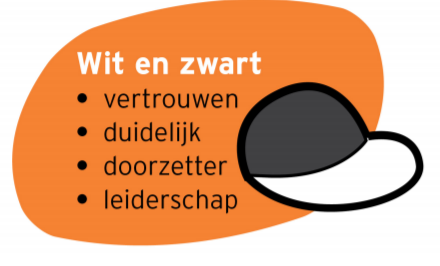 Wit en zwart
• vertrouwen
• duidelijk
• doorzetter
• leiderschap